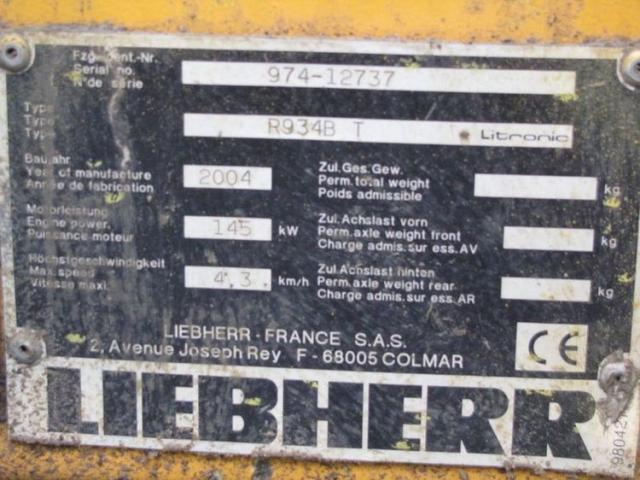 Fzg.-Ident.-Nr.
Serial no. 974-12737
N°de série
Type
Type R934B T Litronic
Type
Baujahr Zul.Ges.Gew.
Year of manufacture 2004 Perm.total weight kg
Année de fabrication Poids admissible
Motorleistung Zul.Achslast vorn
Engine power. 145 kW Perm.axle weight front kg
Puissance moteur Charge admis.sur ess.AV
Höchstgeschwindigkeit Zul.Achslast hinten
Max.speed 4,3 km/h Perm.axle weight rear kg
Vitesse maxi. Charge admis.sur ess.AR
LIEBHERR-FRANCE S.A.S.
2, Avenue Joseph Rey F-68005 COLMAR
CE
LIEBHERR